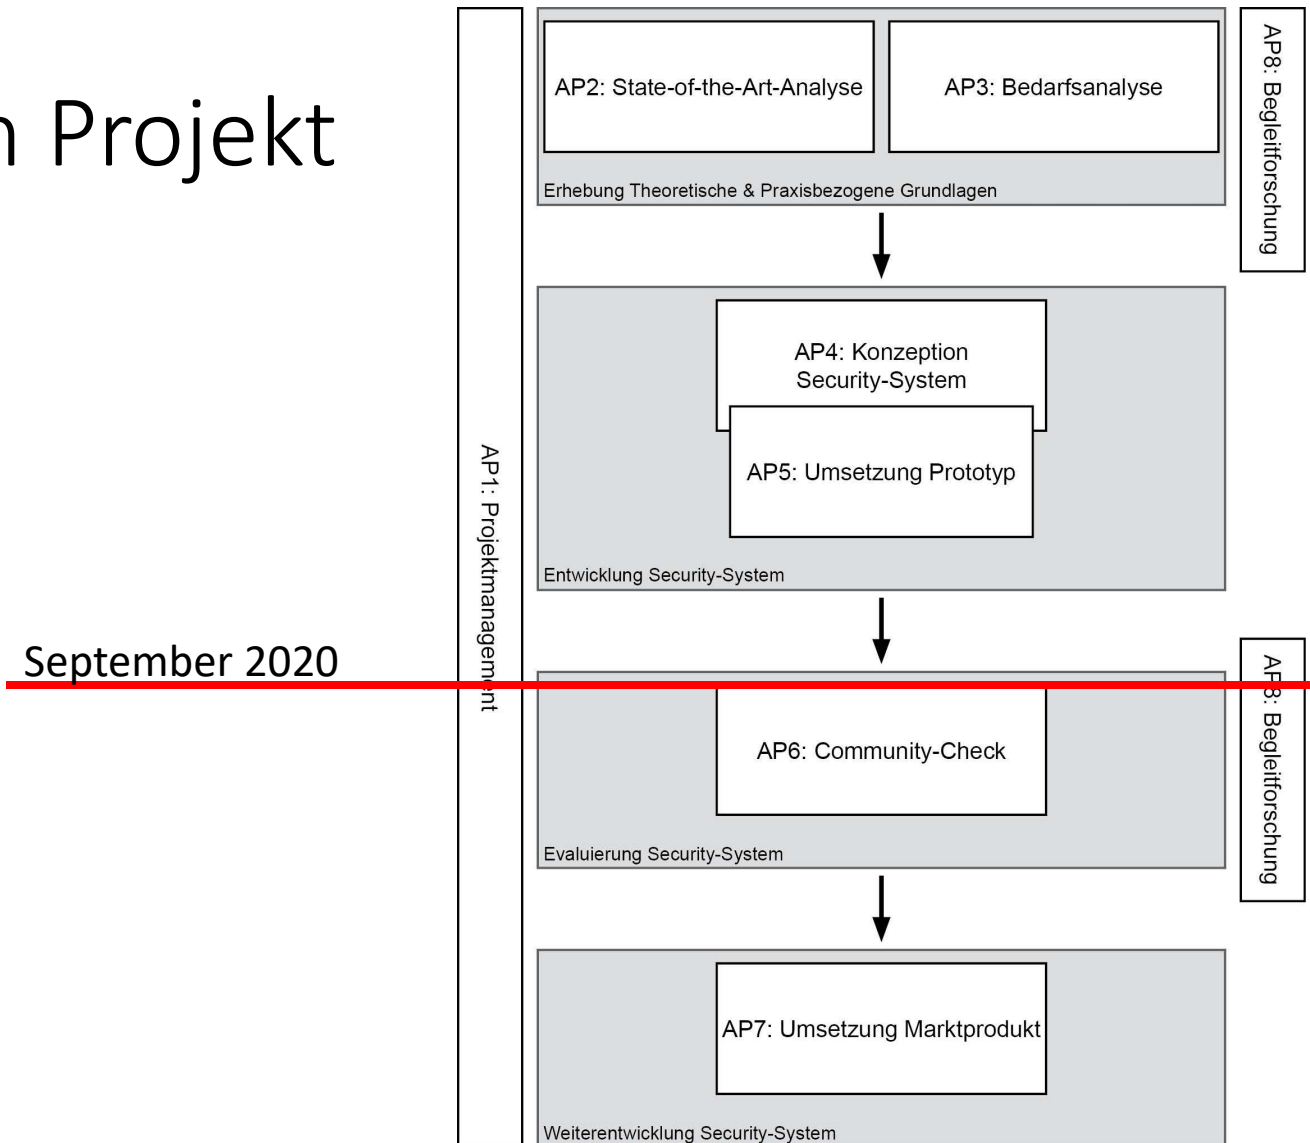 n Projekt
AP2: State-of-the-Art-Analyse
AP3: Bedarfsanalyse
Erhebung Theoretische & Praxisbezogene Grundlagen
AP8: Begleitforschung
AP4: Konzeption
Security-System
AP5: Umsetzung Prototyp
Entwicklung Security-System
AP1: Projektmanagement
September 2020
AP6: Community-Check
Evaluierung Security-System
AP8: Begleitforschung
AP7: Umsetzung Marktprodukt
Weiterentwicklung Security-System